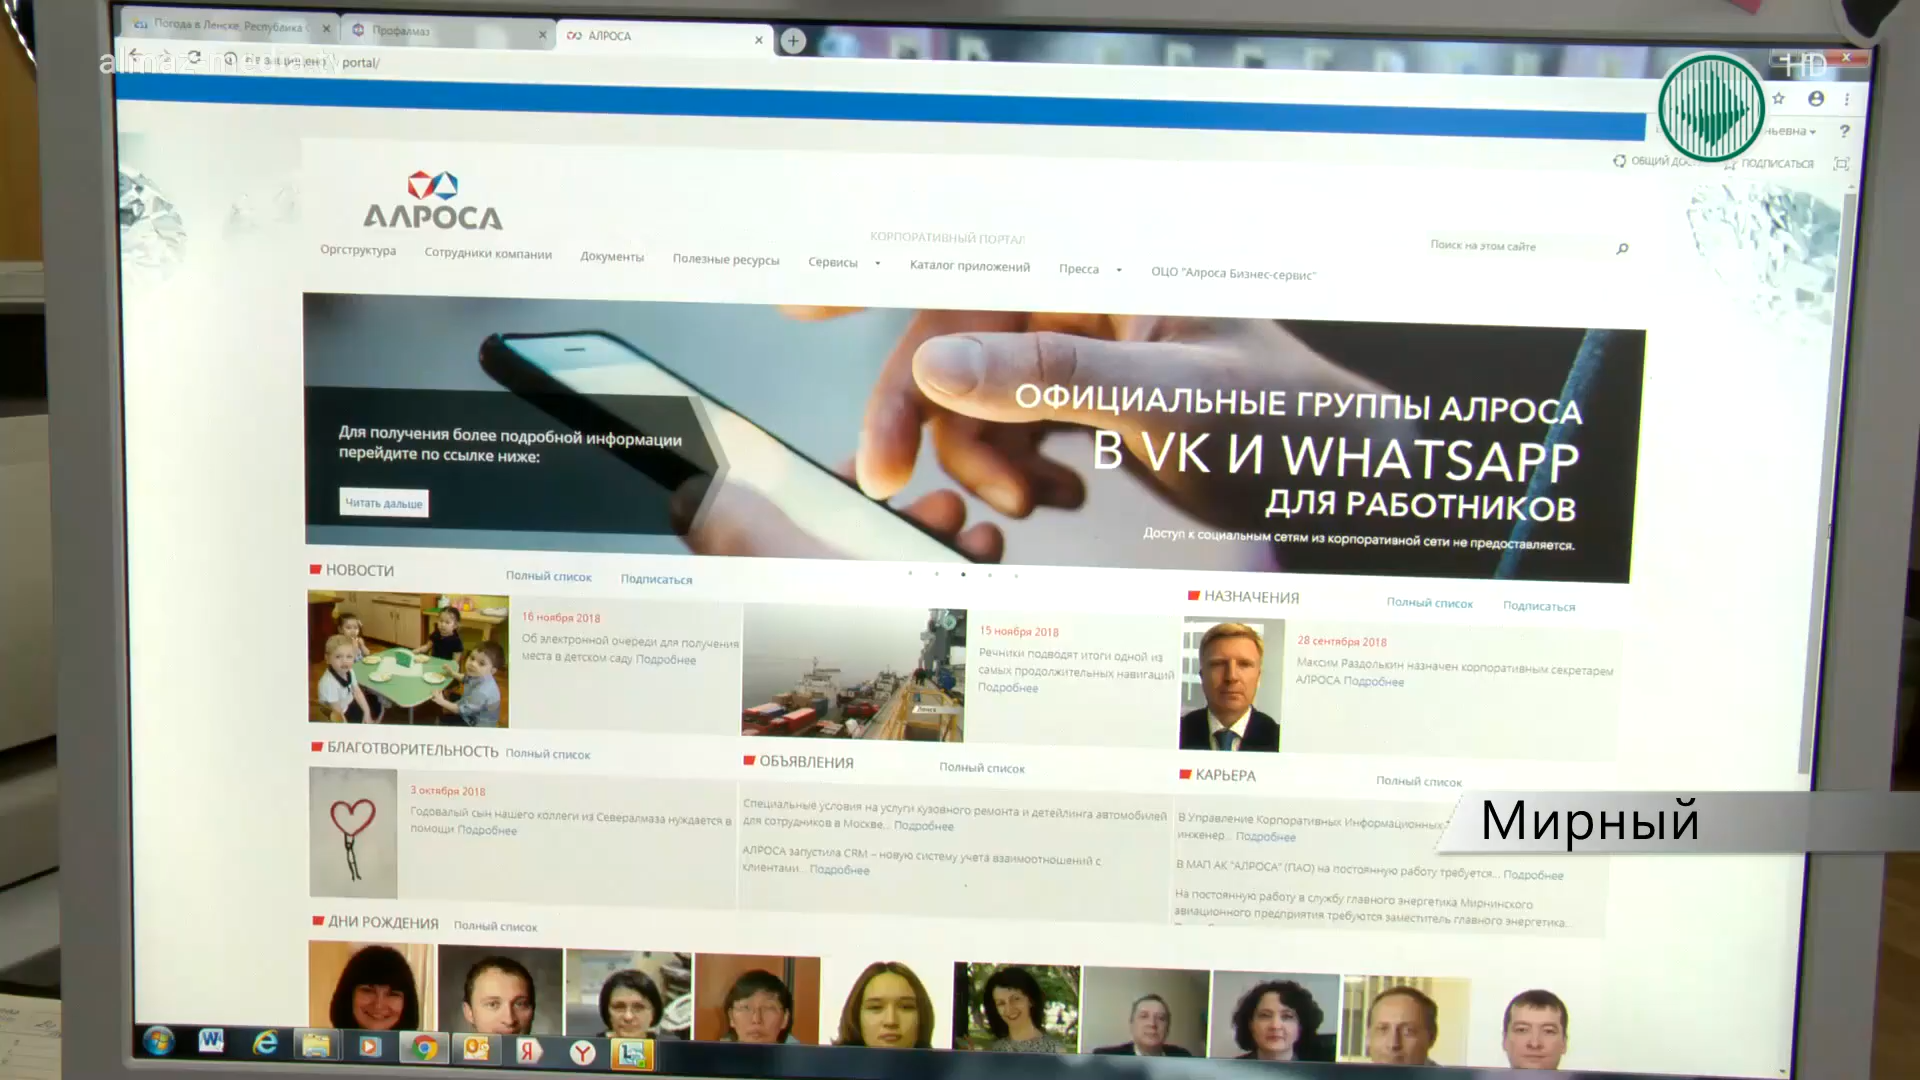 Погода в Ленске, Республика
Профалмаз
АЛРОСА
almaz-media.tv
portal/
HD
ньевна
?
ПОДПИСАТЬСЯ
АЛРОСА
КОРПОРАТИВНЫЙ ПОРТАЛ
Поиск на этом сайте
Оргструктура Сотрудники компании Документы Полезные ресурсы Сервисы Каталог приложений Пресса ОЦО "Алроса Бизнес-сервис"
Для получения более подробной информации
перейдите по ссылке ниже:
Читать дальше
ОФИЦИАЛЬНЫЕ ГРУППЫ АЛРОСА
В VK И WHATSAPP
ДЛЯ РАБОТНИКОВ
Доступ к социальным сетям из корпоративной сети не предоставляется.
НОВОСТИ Полный список Подписаться
16 ноября 2018
Об электронной очереди для получения
места в детском саду Подробнее
15 ноября 2018
Речники подводят итоги одной из
самых продолжительных навигаций
Подробнее
НАЗНАЧЕНИЯ Полный список Подписаться
28 сентября 2018
Максим Раздолькин назначен корпоративным секретарем
АЛРОСА Подробнее
БЛАГОТВОРИТЕЛЬНОСТЬ Полный список
3 октября 2018
Годовалый сын нашего коллеги из Севералмаза нуждается в
помощи Подробнее
ОБЪЯВЛЕНИЯ Полный список
Специальные условия на услуги кузовного ремонта и детейлинга автомобилей
для сотрудников в Москве... Подробнее
АЛРОСА запустила CRM – новую систему учета взаимоотношений с
клиентами... Подробнее
КАРЬЕРА Полный список
В Управление Корпоративных Информационных
инженер... Подробнее
В МАП АК "АЛРОСА" (ПАО) на постоянную работу требуется... Подробнее
На постоянную работу в службу главного энергетика Мирнинского
авиационного предприятия требуются заместитель главного энергетика...
Мирный
ДНИ РОЖДЕНИЯ Полный список